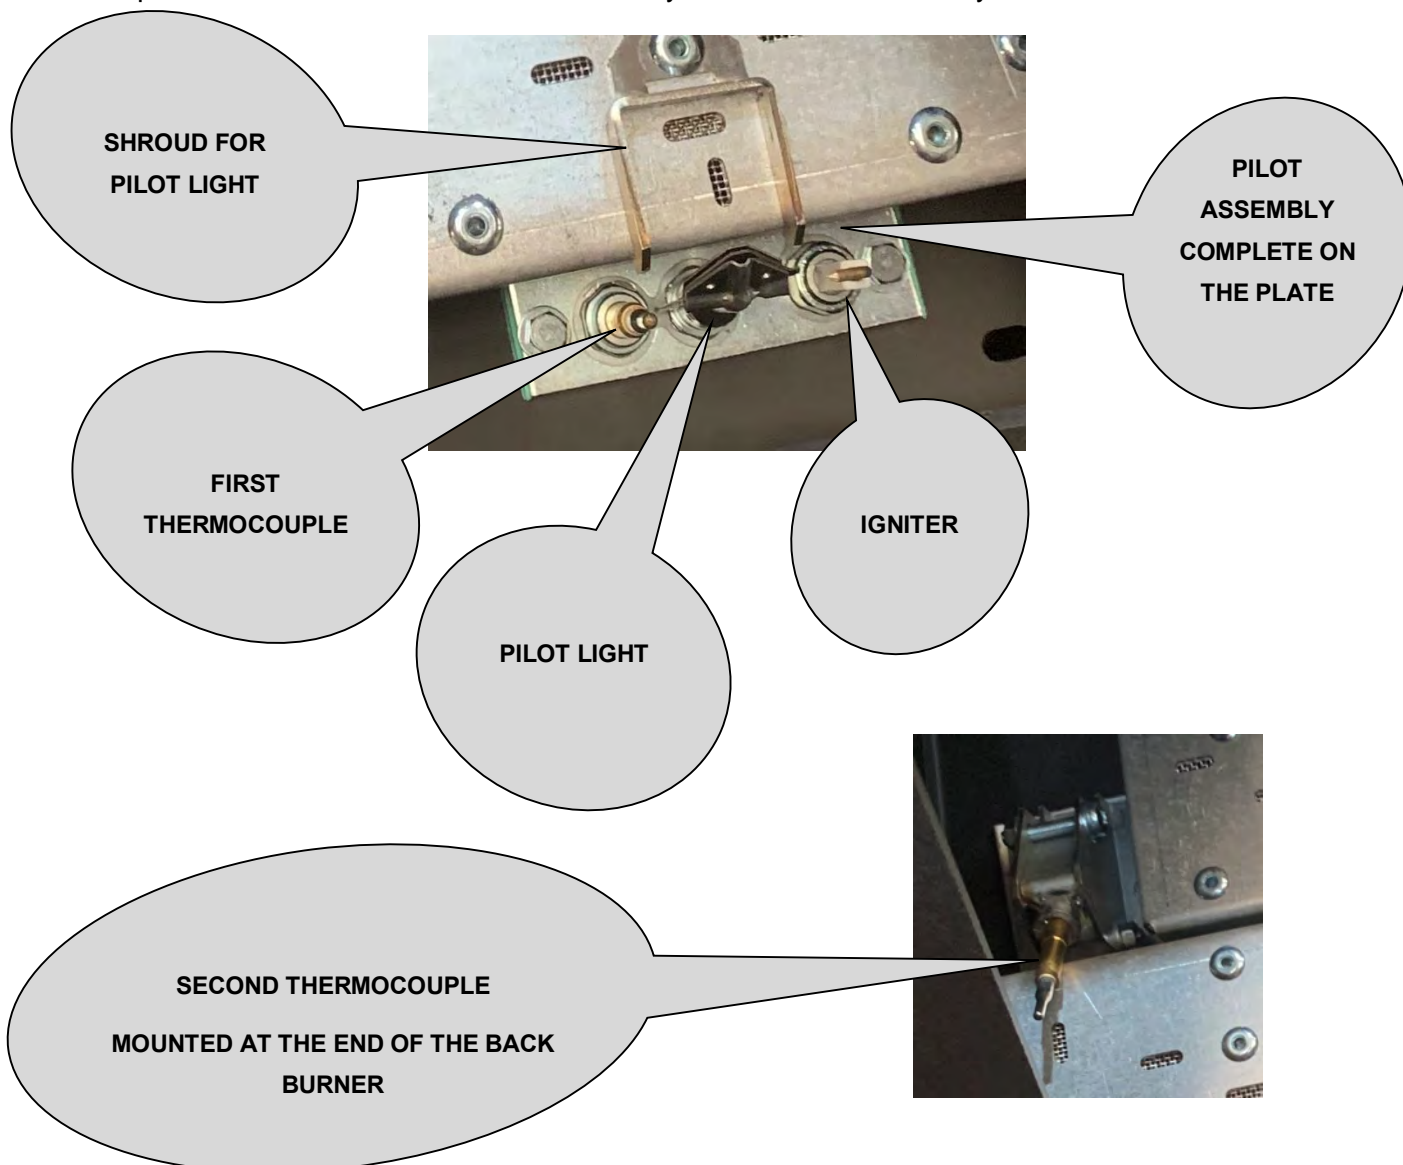 SHROUD FOR
PILOT LIGHT
PILOT
ASSEMBLY
COMPLETE ON
THE PLATE
FIRST
THERMOCOUPLE
IGNITER
PILOT LIGHT
SECOND THERMOCOUPLE
MOUNTED AT THE END OF THE BACK
BURNER